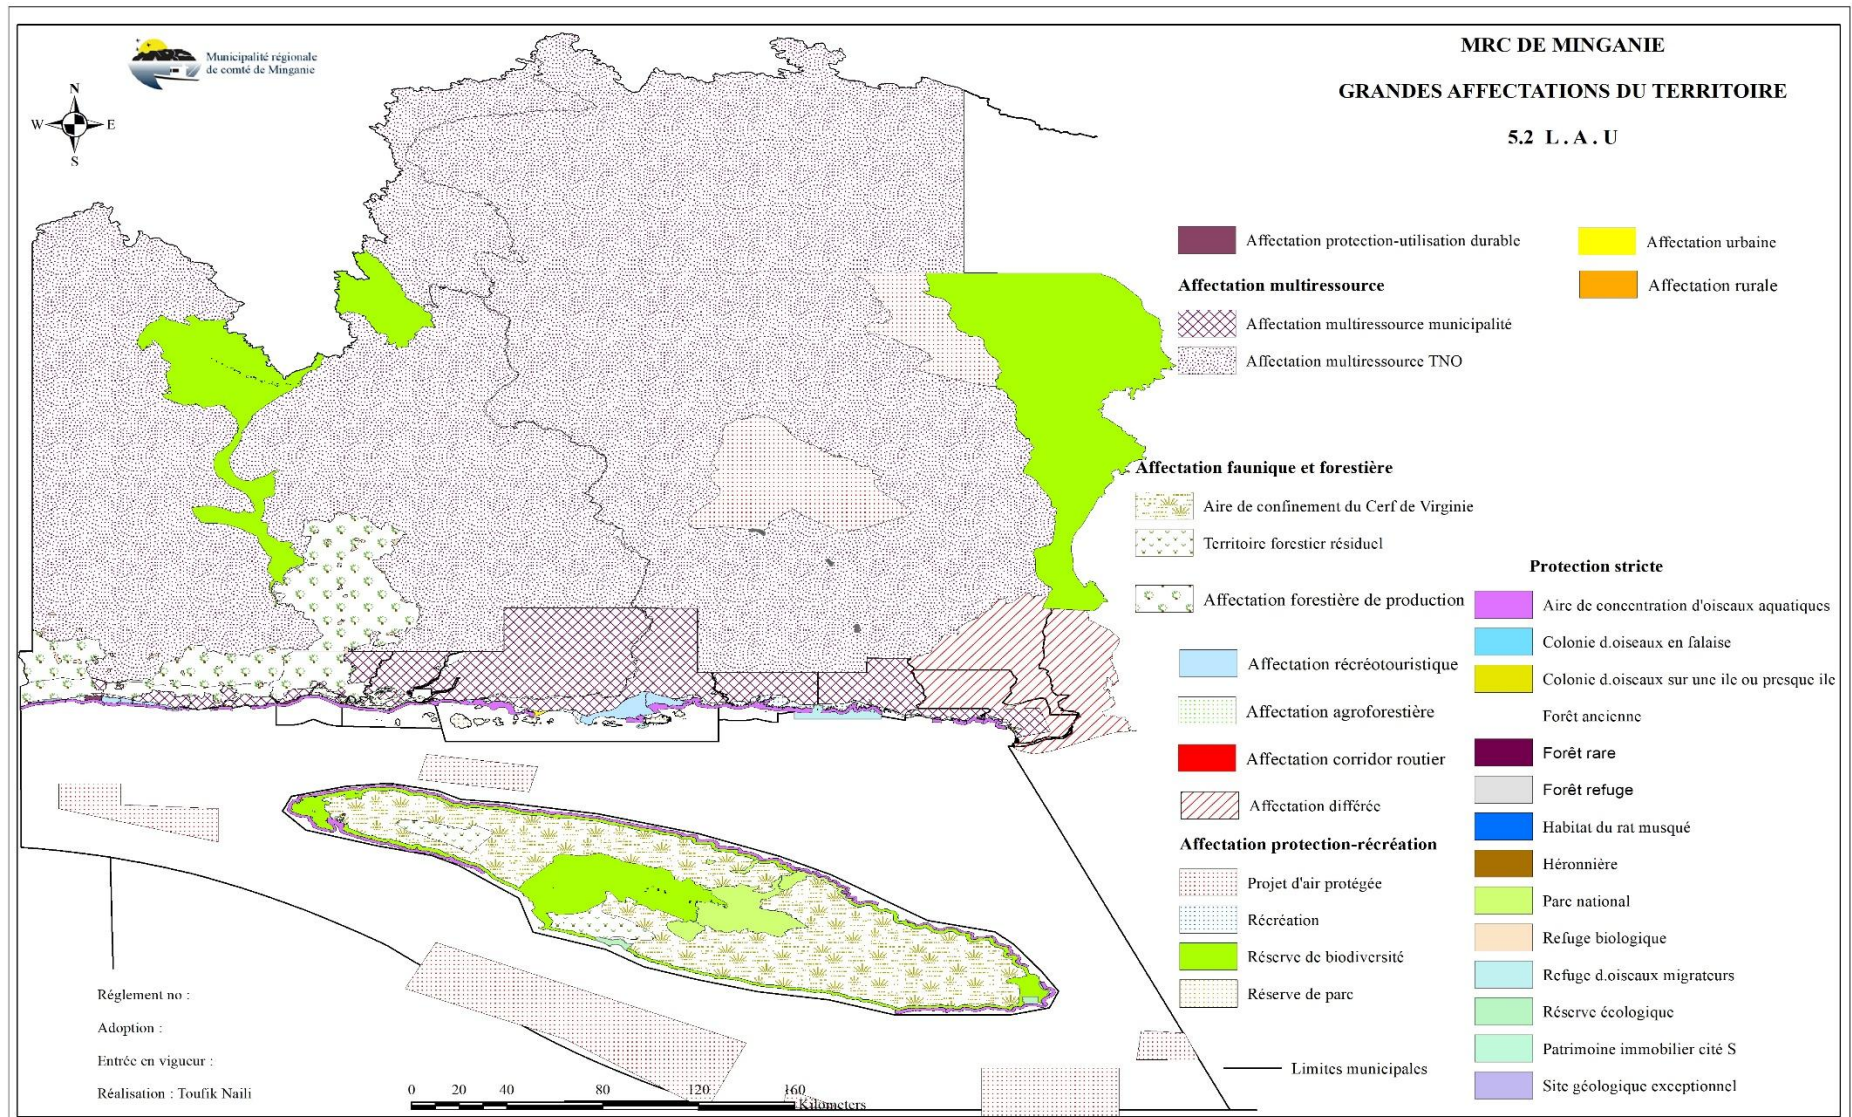 Municipalité régionale
de comté de Minganie
N
W
E
S
MRC DE MINGANIE
GRANDES AFFECTATIONS DU TERRITOIRE
5.2 L . A . U
Affectation protection-utilisation durable
Affectation urbaine
Affectation rurale
Affectation multiressource
Affectation multiressource municipalité
Affectation multiressource TNO
Affectation faunique et forestière
Aire de confinement du Cerf de Virginie
Territoire forestier résiduel
Affectation forestière de production
Affectation récréotouristique
Affectation agroforestière
Affectation corridor routier
Affectation différée
Affectation protection-récréation
Projet d'air protégée
Récréation
Réserve de biodiversité
Réserve de parc
Limites municipales
Protection stricte
Aire de concentration d'oiseaux aquatiques
Colonie d.oiseaux en falaise
Colonie d.oiseaux sur une ile ou presque ile
Forêt ancienne
Forêt rare
Forêt refuge
Habitat du rat musqué
Héronnière
Parc national
Refuge biologique
Refuge d.oiseaux migrateurs
Réserve écologique
Patrimoine immobilier cité S
Site géologique exceptionnel
Réglement no :
Adoption :
Entrée en vigueur :
Réalisation : Toufik Naili
0 20 40 80 120 160
Kilometers